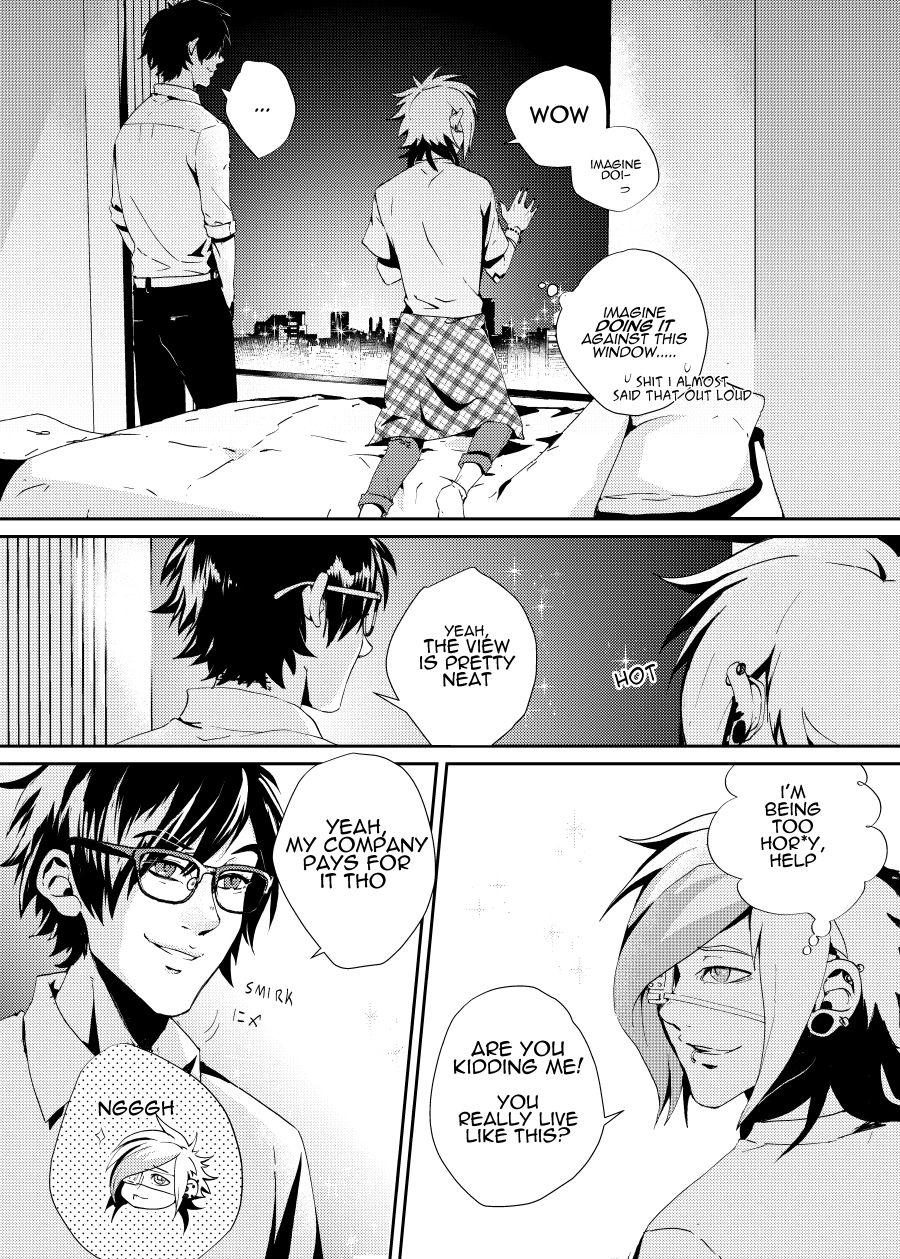 ...
WOW
IMAGINE
DOI-
IMAGINE
DOING IT
AGAINST THIS
WINDOW.....
SHIT I ALMOST
SAID THAT OUT LOUD
YEAH,
THE VIEW
IS PRETTY
NEAT
HOT
YEAH,
MY COMPANY
PAYS FOR
IT THO
SMIRK
ニヤ
NGGGH
I'M
BEING
TOO
HOR*Y,
HELP
ARE YOU
KIDDING ME!
YOU
REALLY LIVE
LIKE THIS?